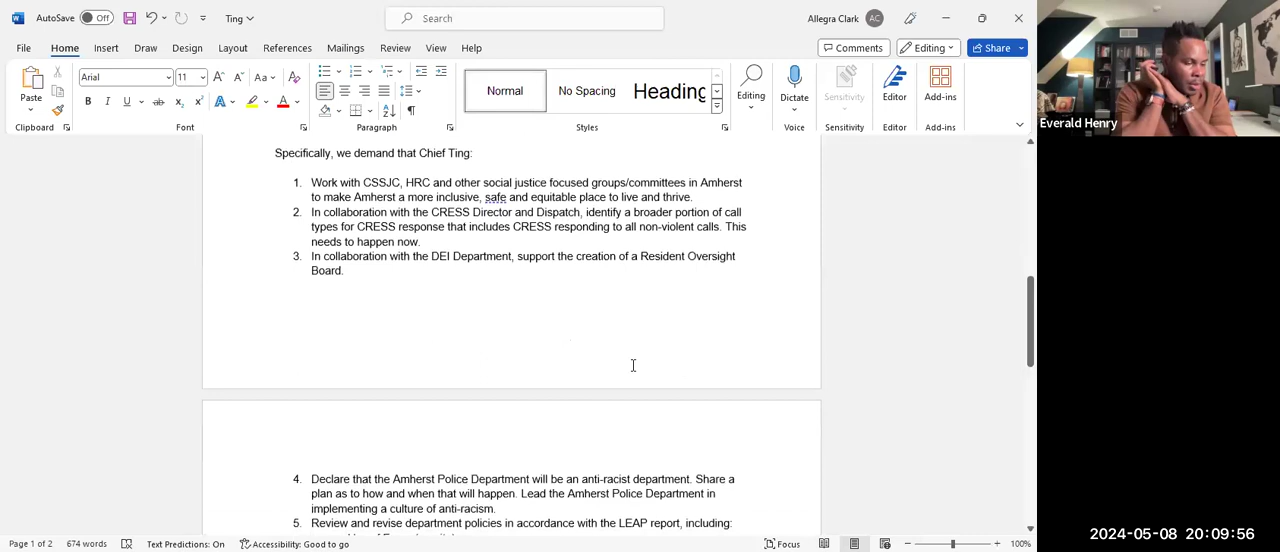 AutoSave Off Ting Search Allegra Clark AC
File Home Insert Draw Design Layout References Mailings Review View Help Comments Editing Share
Paste Arial 11 Aa Normal No Spacing Heading Editing Dictate Sensitivity Editor Add-ins
Clipboard Font Paragraph Styles Voice Sensitivity Editor Add-ins
Everald Henry
Specifically, we demand that Chief Ting:
1. Work with CSSJC, HRC and other social justice focused groups/committees in Amherst
to make Amherst a more inclusive, safe and equitable place to live and thrive.
2. In collaboration with the CRESS Director and Dispatch, identify a broader portion of call
types for CRESS response that includes CRESS responding to all non-violent calls. This
needs to happen now.
3. In collaboration with the DEI Department, support the creation of a Resident Oversight
Board.
4. Declare that the Amherst Police Department will be an anti-racist department. Share a
plan as to how and when that will happen. Lead the Amherst Police Department in
implementing a culture of anti-racism.
5. Review and revise department policies in accordance with the LEAP report, including:
Page 1 of 2 674 words Text Predictions: On Accessibility: Good to go Focus 100%
2024-05-08 20:09:56